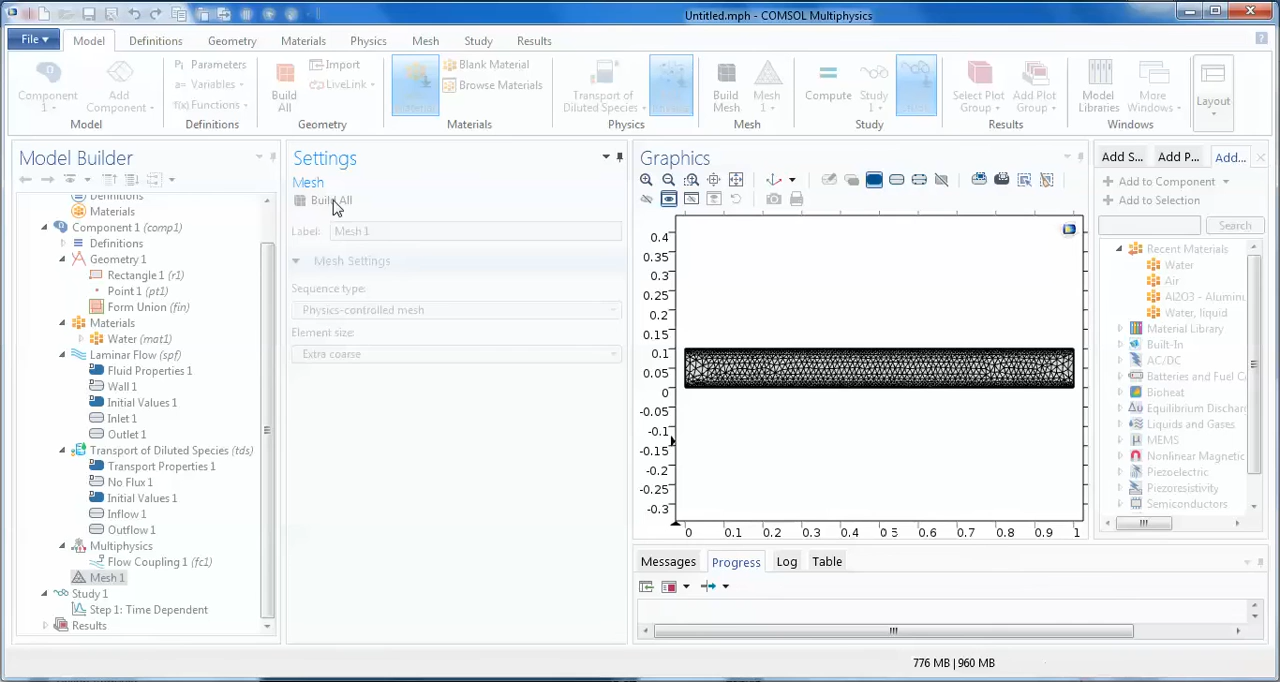 Untitled.mph - COMSOL Multiphysics
File ▾ Model Definitions Geometry Materials Physics Mesh Study Results
Component 1 Add Component
Model
Pi Parameters
a= Variables
f(x) Functions
Definitions
Build All
Import
LiveLink
Geometry
Blank Material
Browse Materials
Materials
Transport of Diluted Species
Physics
Build Mesh
Mesh 1
Mesh
Compute
Study 1
Study
Select Plot Group
Add Plot Group
Results
Model Libraries
More Windows
Windows
Layout
Model Builder
Definitions
Materials
Component 1 (comp1)
Definitions
Geometry 1
Rectangle 1 (r1)
Point 1 (pt1)
Form Union (fin)
Materials
Water (mat1)
Laminar Flow (spf)
Fluid Properties 1
Wall 1
Initial Values 1
Inlet 1
Outlet 1
Transport of Diluted Species (tds)
Transport Properties 1
No Flux 1
Initial Values 1
Inflow 1
Outflow 1
Multiphysics
Flow Coupling 1 (fc1)
Mesh 1
Study 1
Step 1: Time Dependent
Results
Settings
Mesh
Build All
Label: Mesh 1
Mesh Settings
Sequence type:
Physics-controlled mesh
Element size:
Extra coarse
Graphics
0.4
0.35
0.3
0.25
0.2
0.15
0.1
0.05
0
-0.05
-0.1
-0.15
-0.2
-0.25
-0.3
0 0.1 0.2 0.3 0.4 0.5 0.6 0.7 0.8 0.9 1
Messages Progress Log Table
Add S... Add P... Add...
Add to Component
Add to Selection
Search
Recent Materials
Water
Air
Al2O3 - Aluminu
Water, liquid
Material Library
Built-In
AC/DC
Batteries and Fuel C
Bioheat
Equilibrium Dischar
Liquids and Gases
MEMS
Nonlinear Magnetic
Piezoelectric
Piezoresistivity
Semiconductors
776 MB | 960 MB